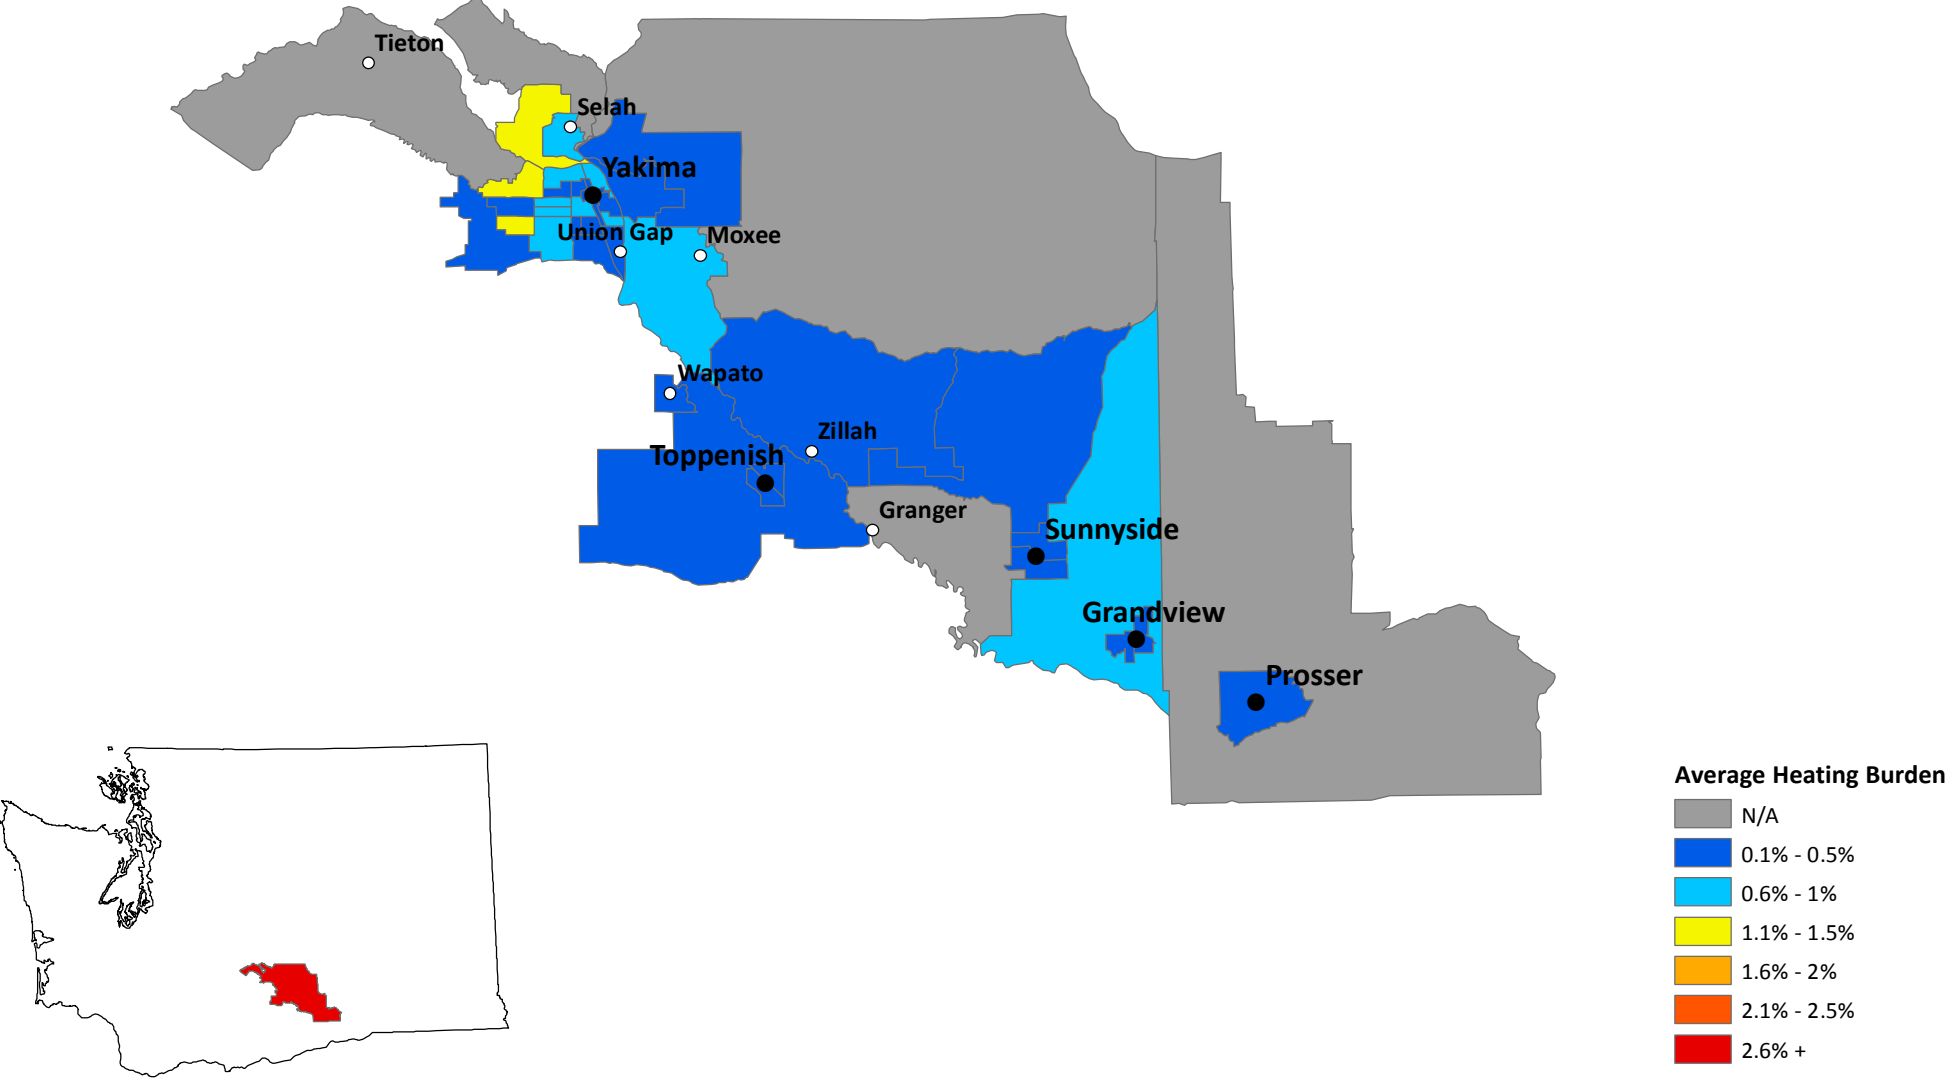 Tieton
Selah
Yakima
Union Gap
Moxee
Wapato
Zillah
Toppenish
Granger
Sunnyside
Grandview
Prosser
Average Heating Burden
N/A
0.1% - 0.5%
0.6% - 1%
1.1% - 1.5%
1.6% - 2%
2.1% - 2.5%
2.6% +